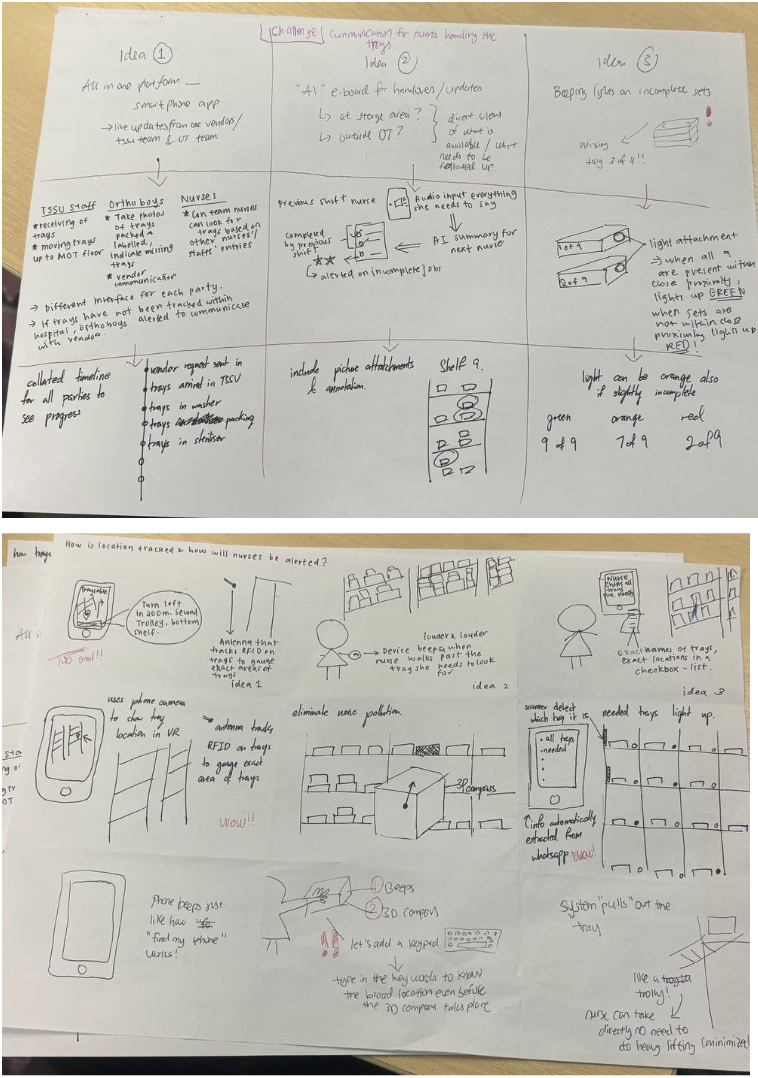 [Challenge] Communication for nurses handling the
trays.
Idea 1
All in one platform —
smartphone app
→ live updates from our vendors/
tssu team & OT team
Idea 2
"AI" e-board for handovers/updates
↳ at storage area?
↳ outside OT?
direct views
of what is
available / what
needs to be
followed up
Idea 3
Beeping lights on incomplete sets
missing
tray 3 of 4!!
TSSU staff
* receiving of
trays
* moving trays
up to MOT floor
Orthoboys
* Take photos
of trays
packed &
labelled,
indicate missing
trays
* vendor
communication
Nurses
* Can team nurses
can look for
trays based on
other nurses'/
staffs' entries
→ Different interface for each party.
→ If trays have not been tracked within
hospital, orthoboys alerted to communicate
with vendors.
previous shift nurse
Audio input everything
she needs to say
completed
by previous
shift
AI summary for
next nurse
↳ alerted on incomplete jobs
1 of 9
2 of 9
light attachment
→ when all 9
are present within
close proximity,
lights up GREEN
when sets are
not within close
proximity lights up
RED!
collated timeline
for all parties to
see progress
vendor request sent in
trays arrived in TSSU
trays in washer
trays packing
trays in steriliser
include picture attatchments
& annotation.
Shelf 9.
light can be orange also
if slightly incomplete
green
9 of 9
orange
7 of 9
red
2 of 9
how trays
How is location tracked & how will nurses be alerted?
Trayceable
Turn left
in 200m. Second
Trolley, bottom
shelf.
Antenna that
tracks RFID on
trays to gauge
exact areas of
trays
Idea 1
louder & louder
→ Device beeps when
nurse walks past the
tray she needs to look
for
idea 2
Exact names of trays,
exact locations in a
checkbox-list.
idea 3
uses iphone camera
to show tray
location in VR
antenna tracks
RFID on trays
to gauge exact
area of trays
Wow!!
eliminate noise pollution.
3D compass
scanner detect
which tray it is
needed trays light up.
all trays
needed
info automatically
extracted from
whatsapp
Wow!
Phone beeps just
like how
"find my iphone"
works!
1 Beeps
2 3D compass
let's add a keypad
type in the key words to know
the broad location even before
the 3D compass takes place
System "pulls" out the
tray
like a
trolly!
nurse can take
directly no need to
do heavy lifting (minimized